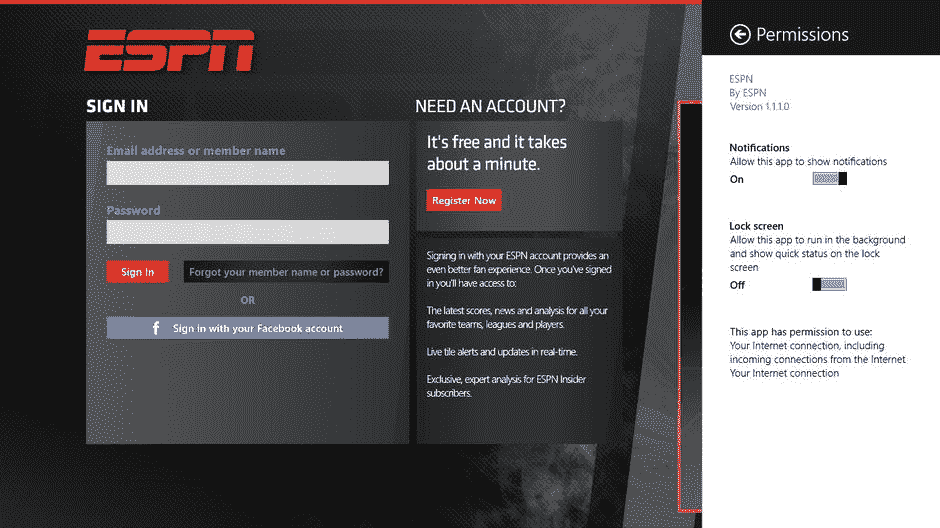 ESPN
SIGN IN
Email address or member name
Password
Sign In
Forgot your member name or password?
OR
f Sign in with your Facebook account
NEED AN ACCOUNT?
It's free and it takes
about a minute.
Register Now
Signing in with your ESPN account provides an
even better fan experience. Once you've signed
in you'll have access to:
The latest scores, news and analysis for all your
favorite teams, leagues and players.
Live tile alerts and updates in real-time.
Exclusive, expert analysis for ESPN Insider
subscribers.
Permissions
ESPN
By ESPN
Version 1.1.1.0
Notifications
Allow this app to show notifications
On
Lock screen
Allow this app to run in the background
and show quick status on the lock
screen
Off
This app has permission to use:
Your Internet connection, including
incoming connections from the Internet
Your Internet connection